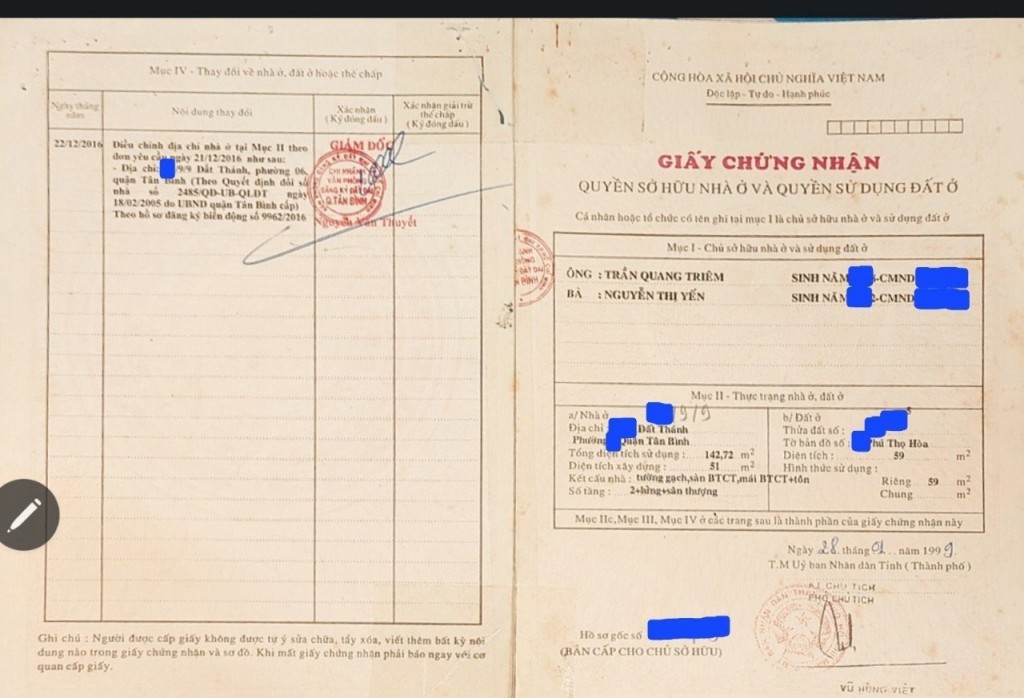 Mục IV - Thay đổi về nhà ở, đất ở hoặc thế chấp
Ngày tháng năm
Nội dung thay đổi
Xác nhận
( Ký đóng dấu )
Xác nhận giải trừ thế chấp
( Ký đóng dấu )
22/12/2016
Điều chỉnh địa chỉ nhà ở tại Mục II theo
đơn yêu cầu ngày 21/12/2016 như sau:
- Địa chỉ: /9/9 Đất Thánh, phường 06,
quận Tân Bình (Theo Quyết định đổi số
nhà số 2485/QD-UB-QLDT ngày
18/02/2005 do UBND quận Tân Bình cấp)
Theo hồ sơ đăng ký biến động số 9962/2016
GIÁM ĐỐC
CHI NHÁNH
VĂN PHÒNG
ĐĂNG KÝ ĐẤT ĐAI
Q.TÂN BÌNH
Nguyễn Văn Thuyết
Ghi chú : Người được cấp giấy không được tự ý sửa chữa, tẩy xóa, viết thêm bất kỳ nội
dung nào trong giấy chứng nhận và sơ đồ. Khi mất giấy chứng nhận phải báo ngay với cơ
quan cấp giấy.
CỘNG HÒA XÃ HỘI CHỦ NGHĨA VIỆT NAM
Độc lập - Tự do - Hạnh phúc
GIẤY CHỨNG NHẬN
QUYỀN SỞ HỮU NHÀ Ở VÀ QUYỀN SỬ DỤNG ĐẤT Ở
Cá nhân hoặc tổ chức có tên ghi tại mục I là chủ sở hữu nhà ở và sử dụng đất ở
Mục I - Chủ sở hữu nhà ở và sử dụng đất ở
ÔNG : TRẦN QUANG TRIÊM SINH NĂM -CMND
BÀ : NGUYỄN THỊ YẾN SINH NĂM -CMND
Mục II - Thực trạng nhà ở, đất ở
a/ Nhà ở /9/9
Địa chỉ : Đất Thánh
Phường Quận Tân Bình
Tổng diện tích sử dụng : 142,72 m2
Diện tích xây dựng : 51 m2
Kết cấu nhà : tường gạch,sàn BTCT,mái BTCT+tôn
Số tầng : 2+lửng+sân thượng
b/ Đất ở
Thửa đất số :
Tờ bản đồ số : Phú Thọ Hòa
Diện tích : 59 m2
Hình thức sử dụng :
Riêng 59 m2
Chung m2
Mục IIc,Mục III, Mục IV ở các trang sau là thành phần của giấy chứng nhận này
Ngày 28 tháng 01 năm 1999
T.M Uỷ ban Nhân dân Tỉnh ( Thành phố )
KT CHỦ TỊCH
PHÓ CHỦ TỊCH
Hồ sơ gốc số
(BẢN CẤP CHO CHỦ SỞ HỮU)
VŨ HÙNG VIỆT